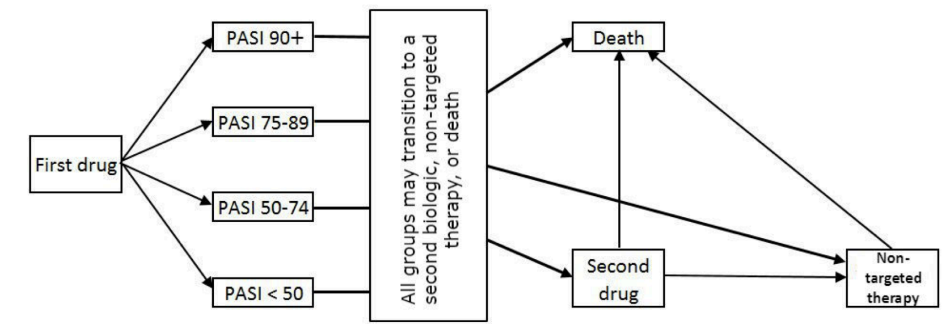 First drug
PASI 90+
PASI 75-89
PASI 50-74
PASI < 50
All groups may transition to a
second biologic, non-targeted
therapy, or death
Death
Second
drug
Non-
targeted
therapy